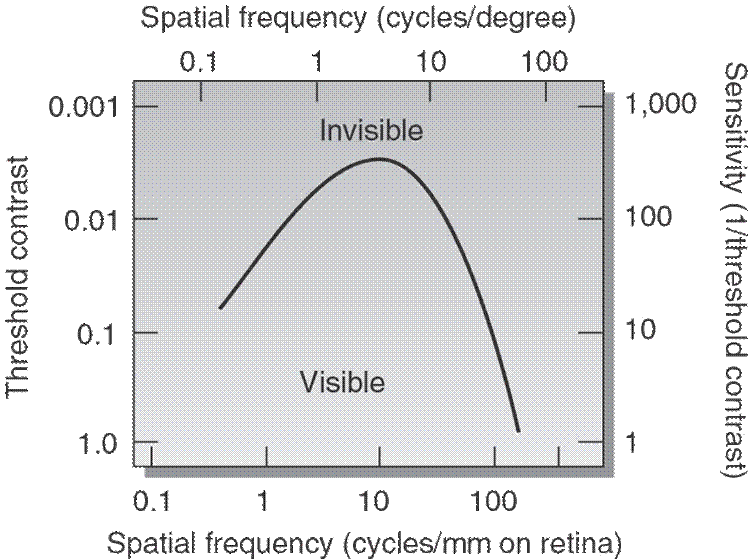 Spatial frequency (cycles/degree)
0.1 1 10 100
0.001
0.01
0.1
1.0
Threshold contrast
Invisible
Visible
1,000
100
10
1
Sensitivity (1/threshold contrast)
0.1 1 10 100
Spatial frequency (cycles/mm on retina)